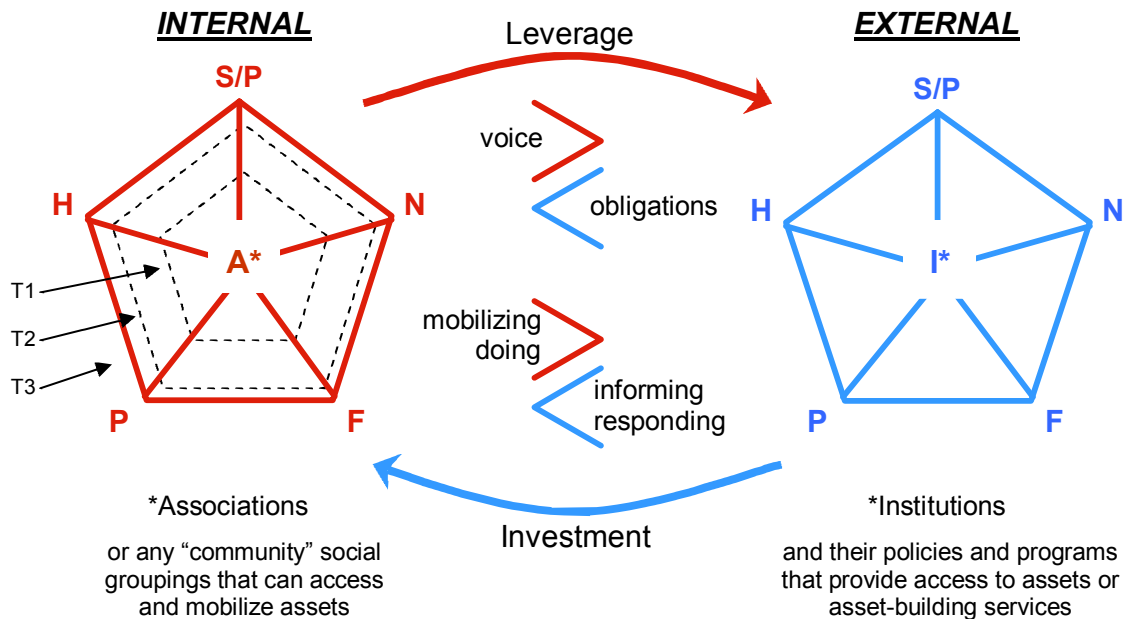 INTERNAL
Leverage
EXTERNAL
S/P
S/P
voice
H
N
obligations
H
N
A*
I*
T1
mobilizing
doing
T2
T3
informing
responding
P
F
P
F
*Associations
Investment
*Institutions
or any “community” social
groupings that can access
and mobilize assets
and their policies and programs
that provide access to assets or
asset-building services